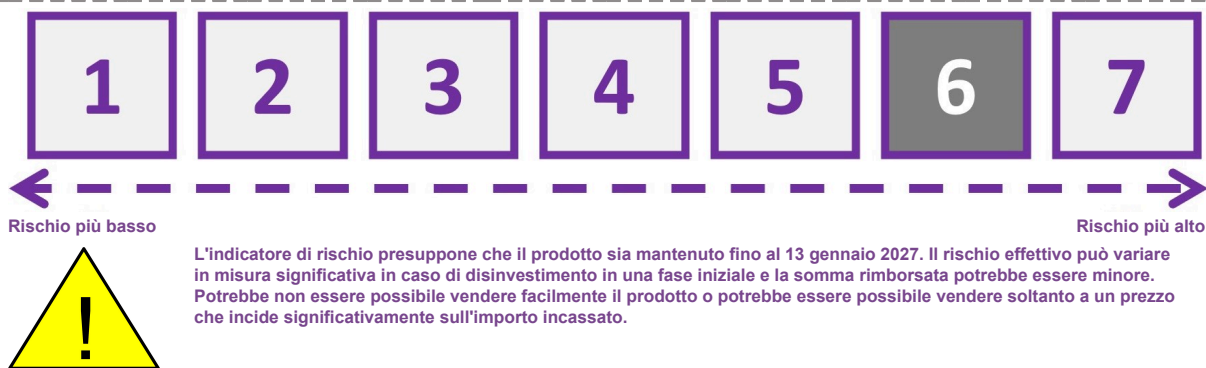 1 2 3 4 5 6 7
Rischio più basso Rischio più alto
L'indicatore di rischio presuppone che il prodotto sia mantenuto fino al 13 gennaio 2027. Il rischio effettivo può variare
in misura significativa in caso di disinvestimento in una fase iniziale e la somma rimborsata potrebbe essere minore.
Potrebbe non essere possibile vendere facilmente il prodotto o potrebbe essere possibile vendere soltanto a un prezzo
che incide significativamente sull'importo incassato.
!